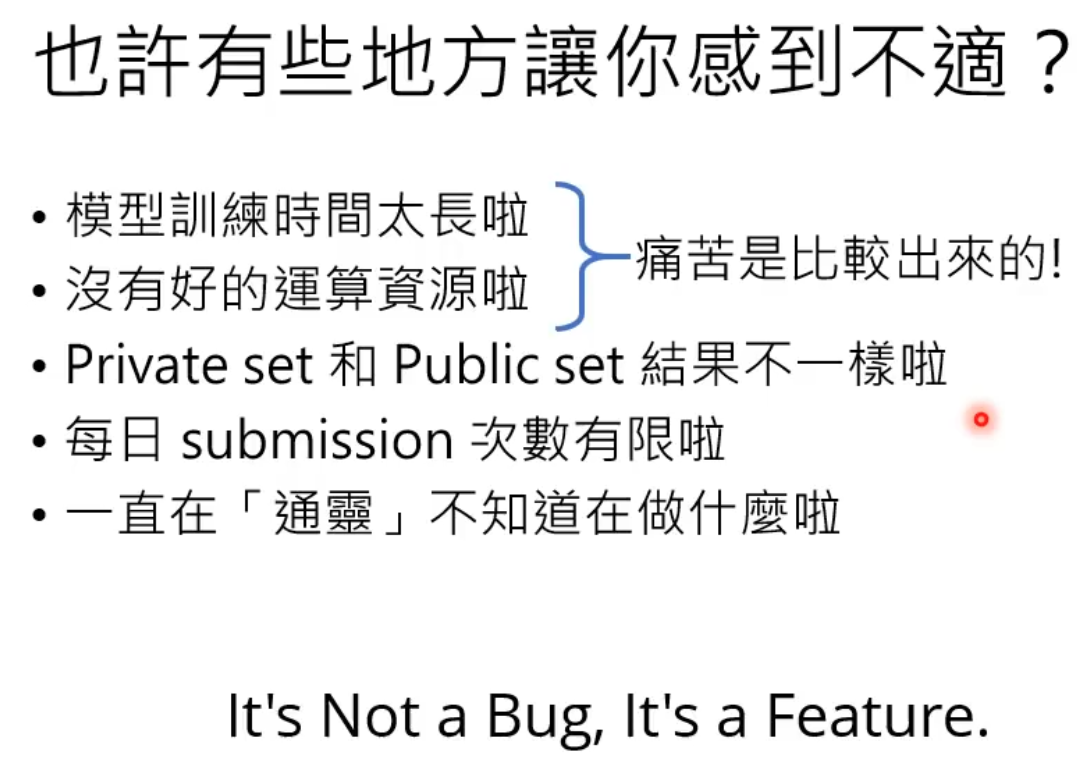 也許有些地方讓你感到不適？
• 模型訓練時間太長啦
• 沒有好的運算資源啦
痛苦是比較出來的!
• Private set 和 Public set 結果不一樣啦
• 每日 submission 次數有限啦
• 一直在「通靈」不知道在做什麼啦
It's Not a Bug, It's a Feature.